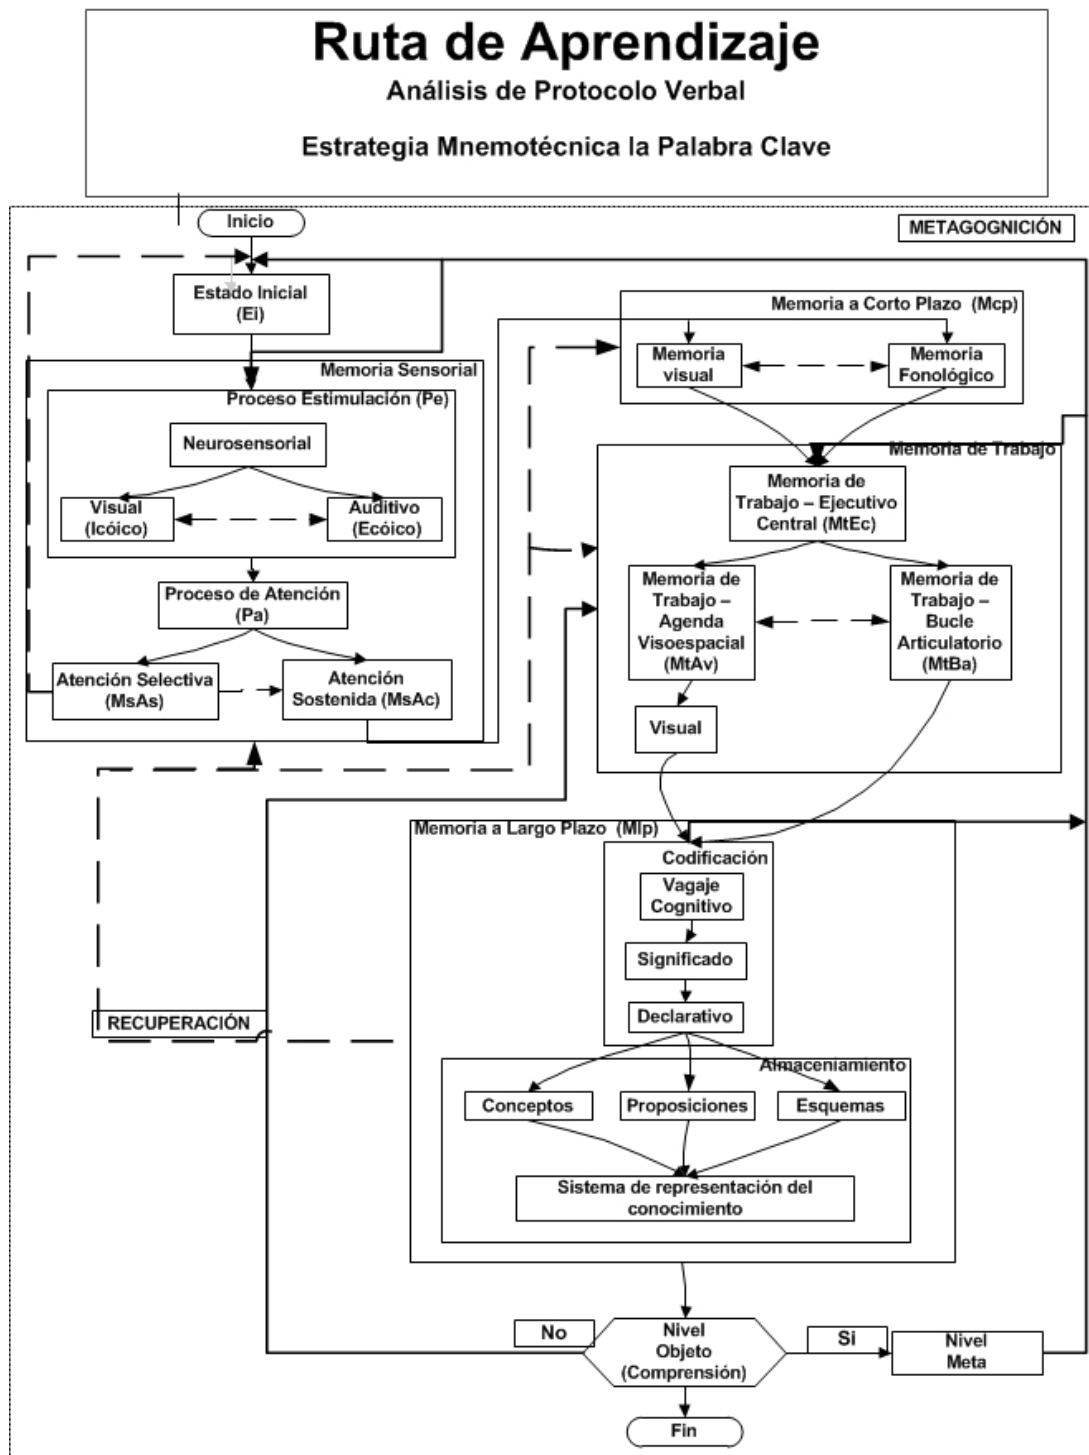 Ruta de Aprendizaje
Análisis de Protocolo Verbal
Estrategia Mnemotécnica la Palabra Clave
Inicio
METAGOGNICIÓN
Estado Inicial
(Ei)
Memoria Sensorial
Proceso Estimulación (Pe)
Neurosensorial
Visual
(Icóico)
Auditivo
(Ecóico)
Proceso de Atención
(Pa)
Atención Selectiva
(MsAs)
Atención
Sostenida (MsAc)
Memoria a Corto Plazo (Mcp)
Memoria
visual
Memoria
Fonológico
Memoria de Trabajo
Memoria de
Trabajo – Ejecutivo
Central (MtEc)
Memoria de
Trabajo –
Agenda
Visoespacial
(MtAv)
Memoria de
Trabajo –
Bucle
Articulatorio
(MtBa)
Visual
Memoria a Largo Plazo (Mlp)
Codificación
Vagaje
Cognitivo
Significado
Declarativo
RECUPERACIÓN
Almaceniamiento
Conceptos
Proposiciones
Esquemas
Sistema de representación del
conocimiento
No
Nivel
Objeto
(Comprensión)
Si
Nivel
Meta
Fin